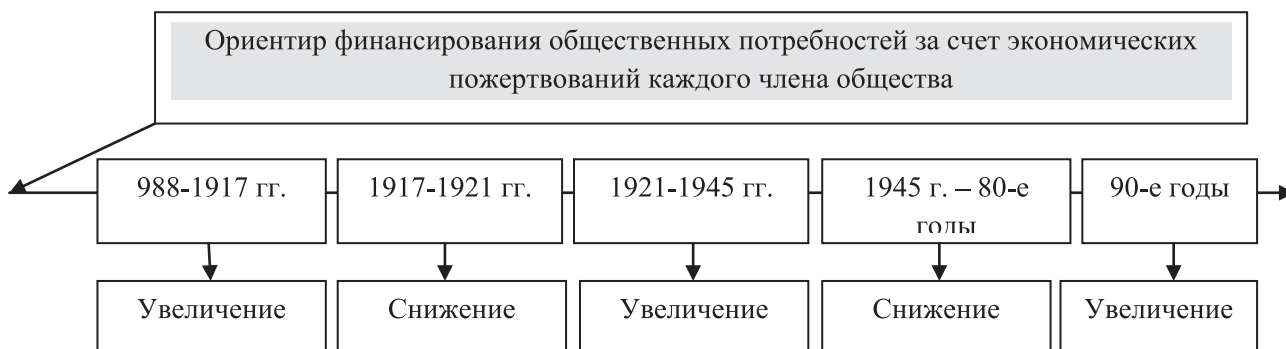 Ориентир финансирования общественных потребностей за счет экономических
пожертвований каждого члена общества
988-1917 гг.
1917-1921 гг.
1921-1945 гг.
1945 г. – 80-е
годы
90-е годы
Увеличение
Снижение
Увеличение
Снижение
Увеличение